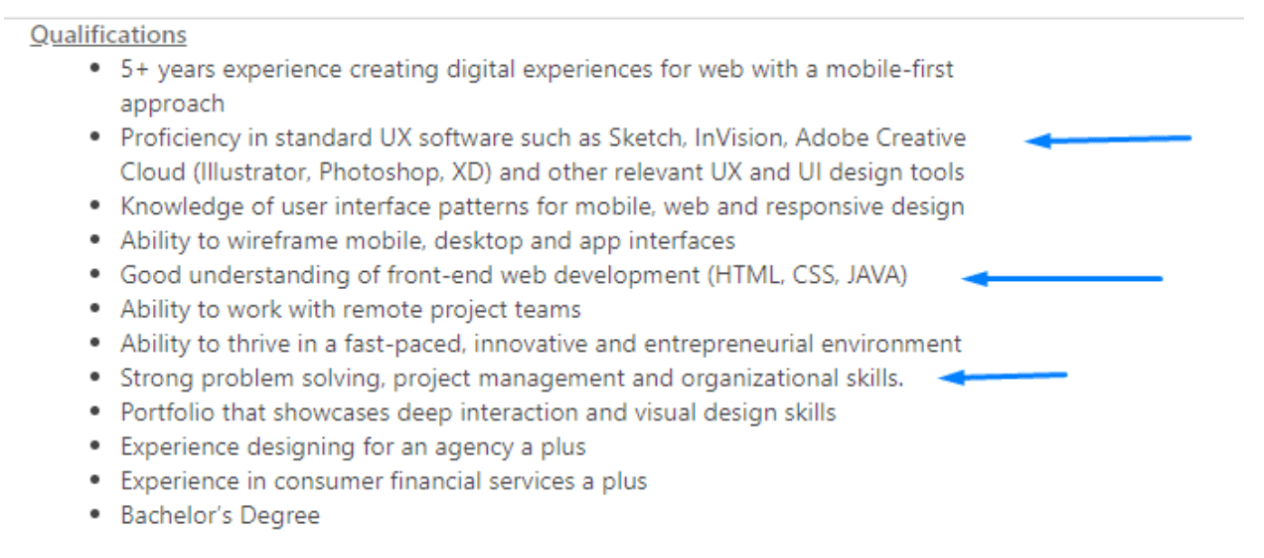 Qualifications
• 5+ years experience creating digital experiences for web with a mobile-first
approach
• Proficiency in standard UX software such as Sketch, InVision, Adobe Creative
Cloud (Illustrator, Photoshop, XD) and other relevant UX and UI design tools
• Knowledge of user interface patterns for mobile, web and responsive design
• Ability to wireframe mobile, desktop and app interfaces
• Good understanding of front-end web development (HTML, CSS, JAVA)
• Ability to work with remote project teams
• Ability to thrive in a fast-paced, innovative and entrepreneurial environment
• Strong problem solving, project management and organizational skills.
• Portfolio that showcases deep interaction and visual design skills
• Experience designing for an agency a plus
• Experience in consumer financial services a plus
• Bachelor’s Degree